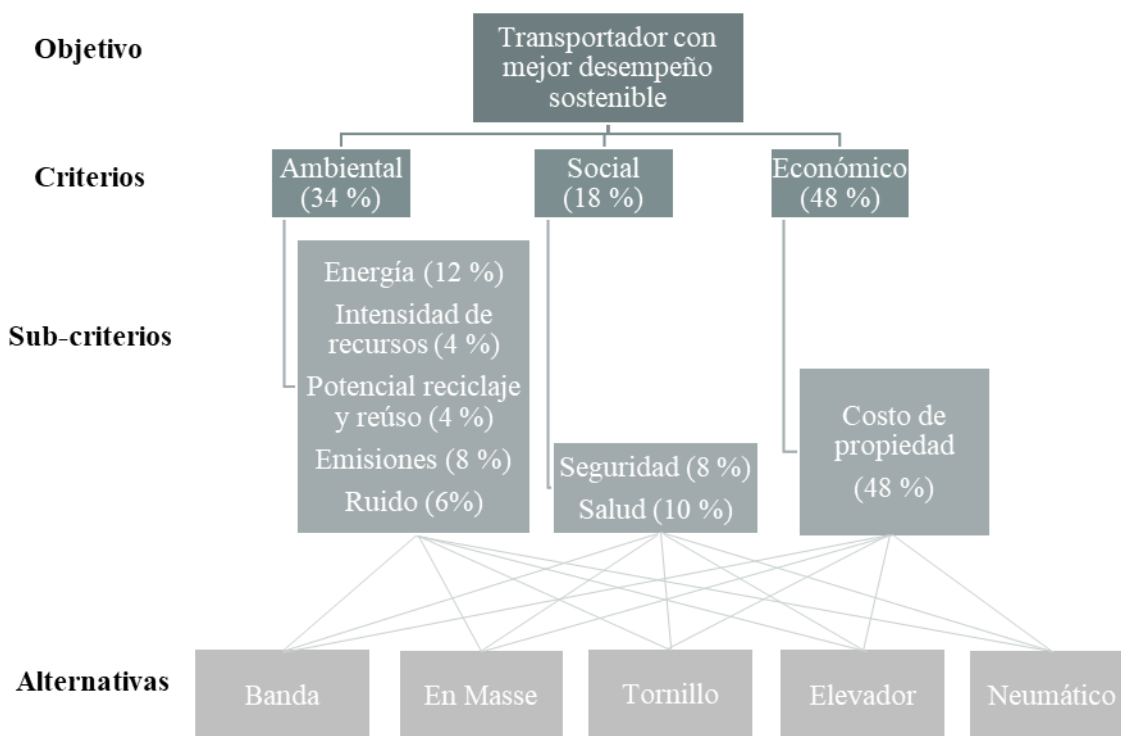 Objetivo
Transportador con
mejor desempeño
sostenible
Criterios
Ambiental
(34 %)
Social
(18 %)
Económico
(48 %)
Sub-criterios
Energía (12 %)
Intensidad de
recursos (4 %)
Potencial reciclaje
y reúso (4 %)
Emisiones (8 %)
Ruido (6%)
Seguridad (8 %)
Salud (10 %)
Costo de
propiedad
(48 %)
Alternativas
Banda
En Masse
Tornillo
Elevador
Neumático